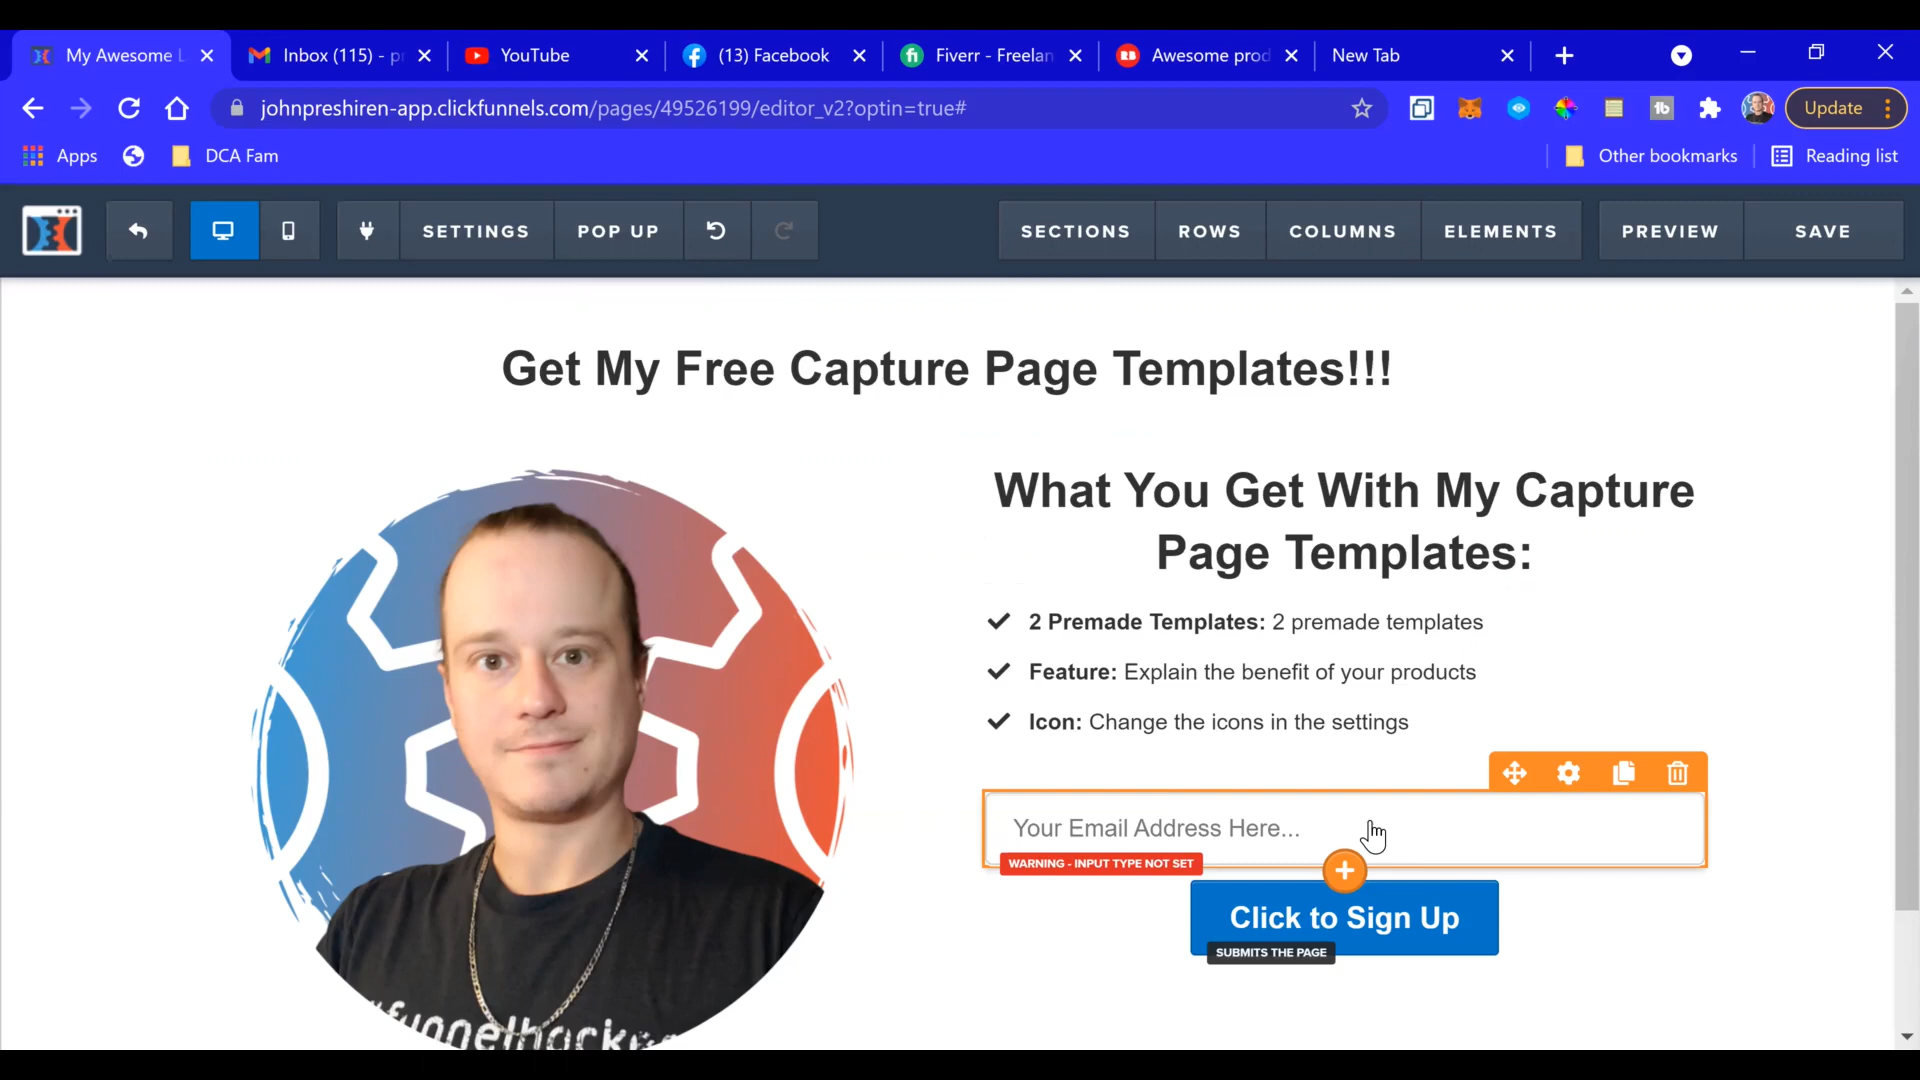 My Awesome L
Inbox (115) - pr
YouTube
(13) Facebook
Fiverr - Freelan
Awesome prod
New Tab
johnpreshiren-app.clickfunnels.com/pages/49526199/editor_v2?optin=true#
Update
Apps
DCA Fam
Other bookmarks
Reading list
SETTINGS
POP UP
SECTIONS
ROWS
COLUMNS
ELEMENTS
PREVIEW
SAVE
Get My Free Capture Page Templates!!!
What You Get With My Capture
Page Templates:
2 Premade Templates: 2 premade templates
Feature: Explain the benefit of your products
Icon: Change the icons in the settings
Your Email Address Here...
WARNING - INPUT TYPE NOT SET
Click to Sign Up
SUBMITS THE PAGE